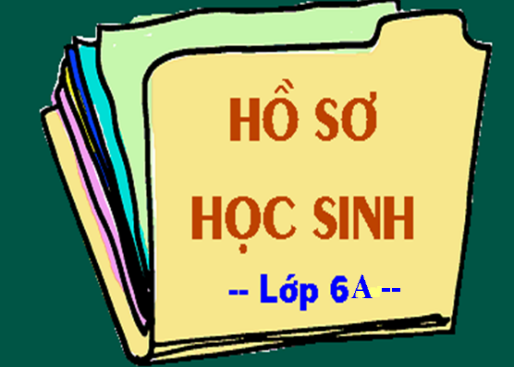 HỒ SƠ
HỌC SINH
-- Lớp 6A --